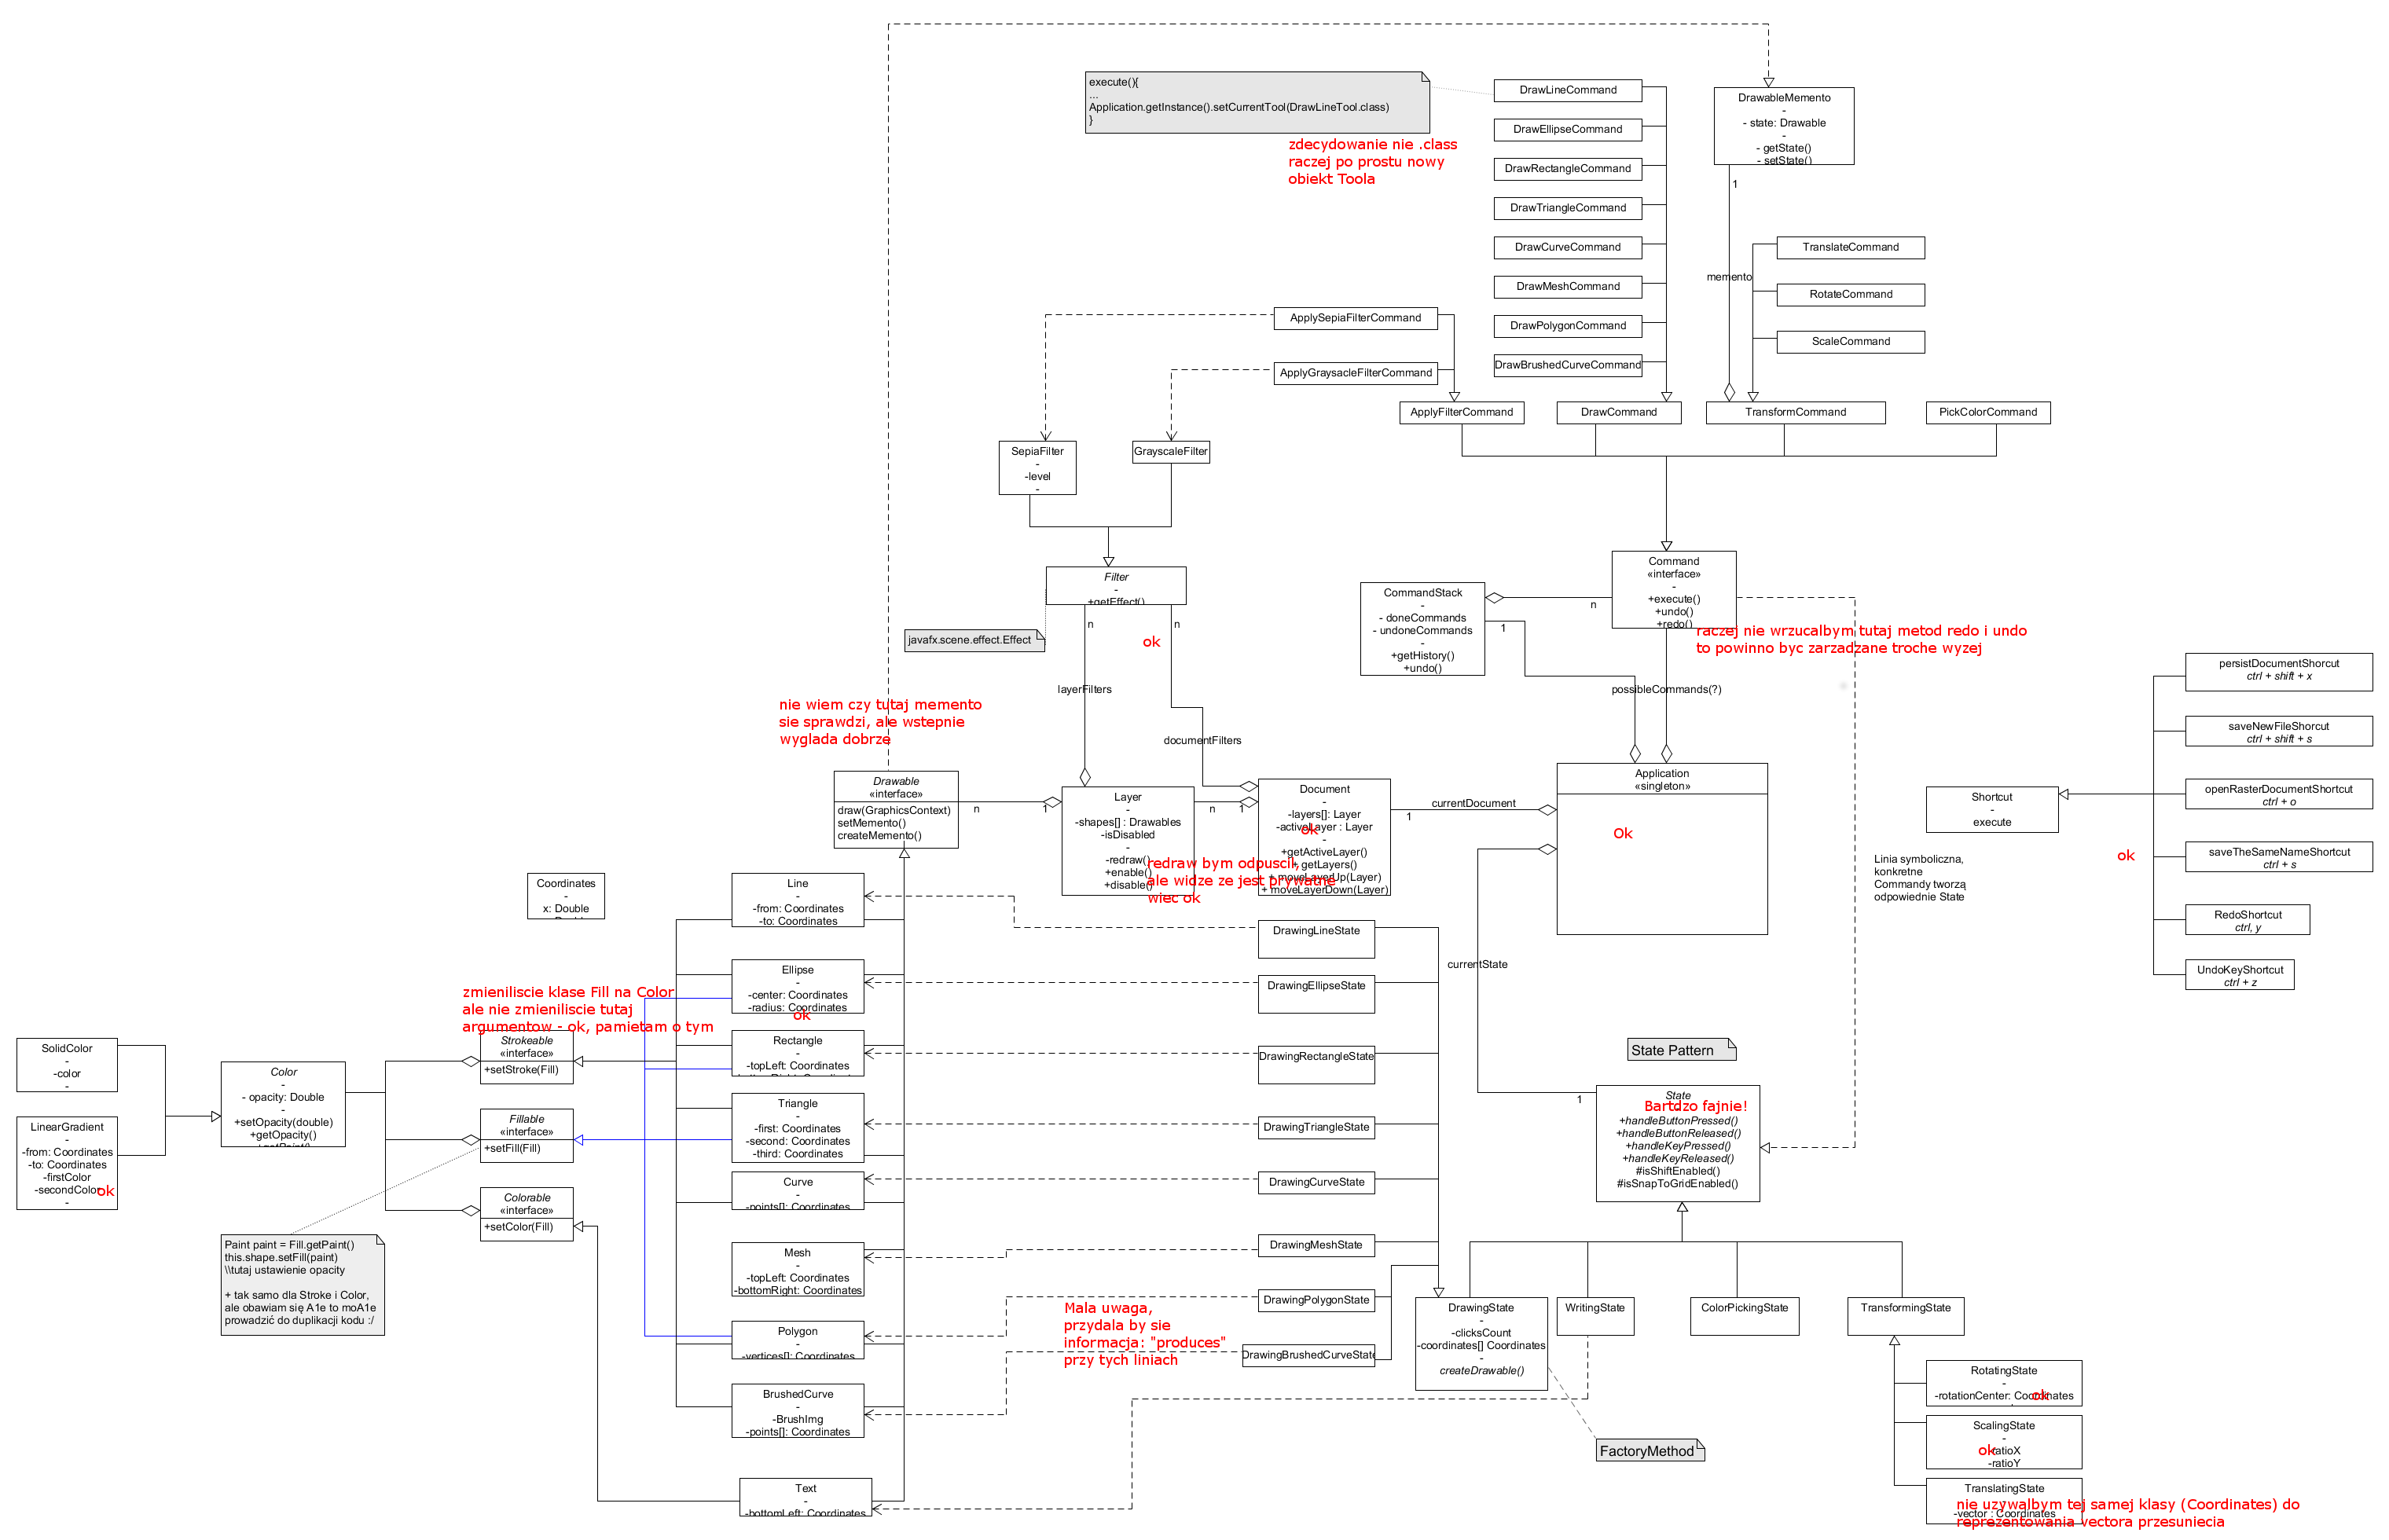 execute(){
...
Application.getInstance().setCurrentTool(DrawLineTool.class)
}
zdecydowanie nie .class
raczej po prostu nowy
obiekt Toola
DrawLineCommand
DrawEllipseCommand
DrawRectangleCommand
DrawTriangleCommand
DrawCurveCommand
DrawMeshCommand
DrawPolygonCommand
DrawBrushedCurveCommand
DrawableMemento
-
- state: Drawable
-
- getState()
- setState()
1
memento
TranslateCommand
RotateCommand
ScaleCommand
ApplySepiaFilterCommand
ApplyGraysacleFilterCommand
ApplyFilterCommand
DrawCommand
TransformCommand
PickColorCommand
SepiaFilter
-
-level
-
GrayscaleFilter
Filter
-
+getEffect()
javafx.scene.effect.Effect
n
n
ok
layerFilters
documentFilters
CommandStack
-
- doneCommands
- undoneCommands
-
+getHistory()
+undo()
n
1
Command
«interface»
-
+execute()
+undo()
+redo()
raczej nie wrzucalbym tutaj metod redo i undo
to powinno byc zarzadzane troche wyzej
possibleCommands(?)
nie wiem czy tutaj memento
sie sprawdzi, ale wstepnie
wyglada dobrze
Drawable
«interface»
draw(GraphicsContext)
setMemento()
createMemento()
n
1
Layer
-
-shapes[] : Drawables
-isDisabled
-
-redraw()
+enable()
+disable()
n
1
Document
-
-layers[]: Layer
-activeLayer : Layer
-
+getActiveLayer()
+ getLayers()
+ moveLayerUp(Layer)
+ moveLayerDown(Layer)
ok
redraw bym odpuscil,
ale widze ze jest prywatne
wiec ok
currentDocument
1
Application
«singleton»
Ok
currentState
Shortcut
-
execute
ok
persistDocumentShorcut
ctrl + shift + x
saveNewFileShorcut
ctrl + shift + s
openRasterDocumentShortcut
ctrl + o
saveTheSameNameShortcut
ctrl + s
RedoShortcut
ctrl, y
UndoKeyShortcut
ctrl + z
Linia symboliczna,
konkretne
Commandy tworzą
odpowiednie State
Coordinates
-
x: Double
Line
-
-from: Coordinates
-to: Coordinates
Ellipse
-
-center: Coordinates
-radius: Coordinates
ok
Rectangle
-
-topLeft: Coordinates
Triangle
-
-first: Coordinates
-second: Coordinates
-third: Coordinates
Curve
-
-points[]: Coordinates
Mesh
-
-topLeft: Coordinates
-bottomRight: Coordinates
Polygon
-
-vertices[]: Coordinates
BrushedCurve
-
-BrushImg
-points[]: Coordinates
Text
-
-bottomLeft: Coordinates
zmieniliscie klase Fill na Color
ale nie zmieniliscie tutaj
argumentow - ok, pamietam o tym
Strokeable
«interface»
+setStroke(Fill)
Fillable
«interface»
+setFill(Fill)
Colorable
«interface»
+setColor(Fill)
SolidColor
-
-color
-
LinearGradient
-
-from: Coordinates
-to: Coordinates
-firstColor
-secondColor
-
ok
Color
-
- opacity: Double
-
+setOpacity(double)
+getOpacity()
+getPaint()
Paint paint = Fill.getPaint()
this.shape.setFill(paint)
\\tutaj ustawienie opacity
+ tak samo dla Stroke i Color,
ale obawiam się A1e to moA1e
prowadzić do duplikacji kodu :/
DrawingLineState
DrawingEllipseState
DrawingRectangleState
DrawingTriangleState
DrawingCurveState
DrawingMeshState
DrawingPolygonState
DrawingBrushedCurveState
Mala uwaga,
przydala by sie
informacja: "produces"
przy tych liniach
State Pattern
1
State
Bartdzo fajnie!
+handleButtonPressed()
+handleButtonReleased()
+handleKeyPressed()
+handleKeyReleased()
#isShiftEnabled()
#isSnapToGridEnabled()
DrawingState
-
-clicksCount
-coordinates[] Coordinates
-
createDrawable()
WritingState
ColorPickingState
TransformingState
FactoryMethod
RotatingState
-
-rotationCenter: Coordinates
ok
ScalingState
-
-ratioX
-ratioY
ok
TranslatingState
-
-vector : Coordinates
nie uzywalbym tej samej klasy (Coordinates) do
reprezentowania vectora przesuniecia